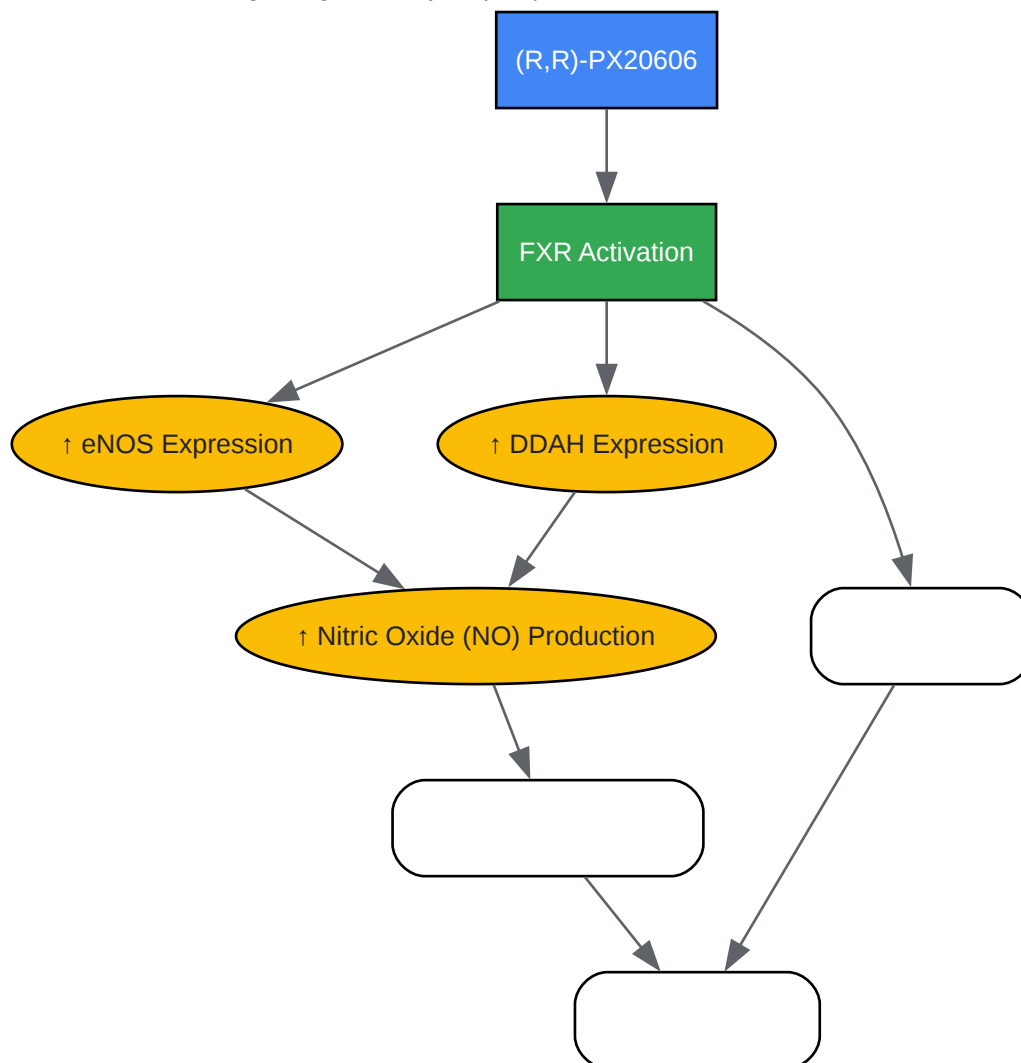 (R,R)-PX20606
FXR Activation
↑ eNOS Expression
↑ DDAH Expression
↑ Nitric Oxide (NO) Production